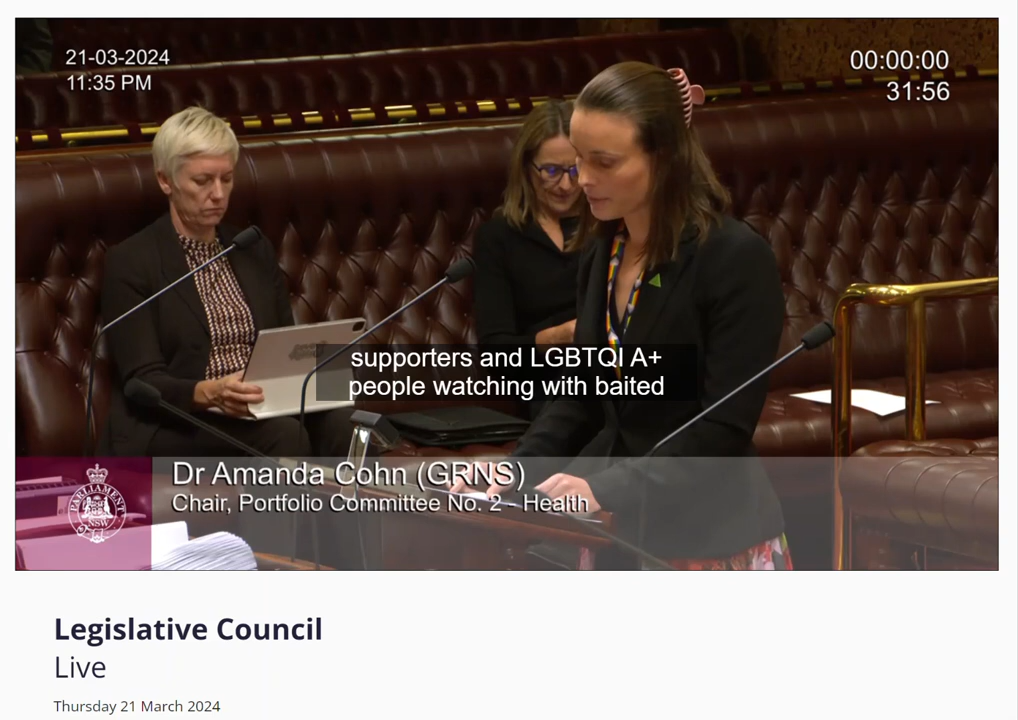 21-03-2024
11:35 PM
00:00:00
31:56
supporters and LGBTQI A+
people watching with baited
Dr Amanda Cohn (GRNS)
Chair, Portfolio Committee No. 2 - Health
PARLIAMENT
NSW
Legislative Council
Live
Thursday 21 March 2024